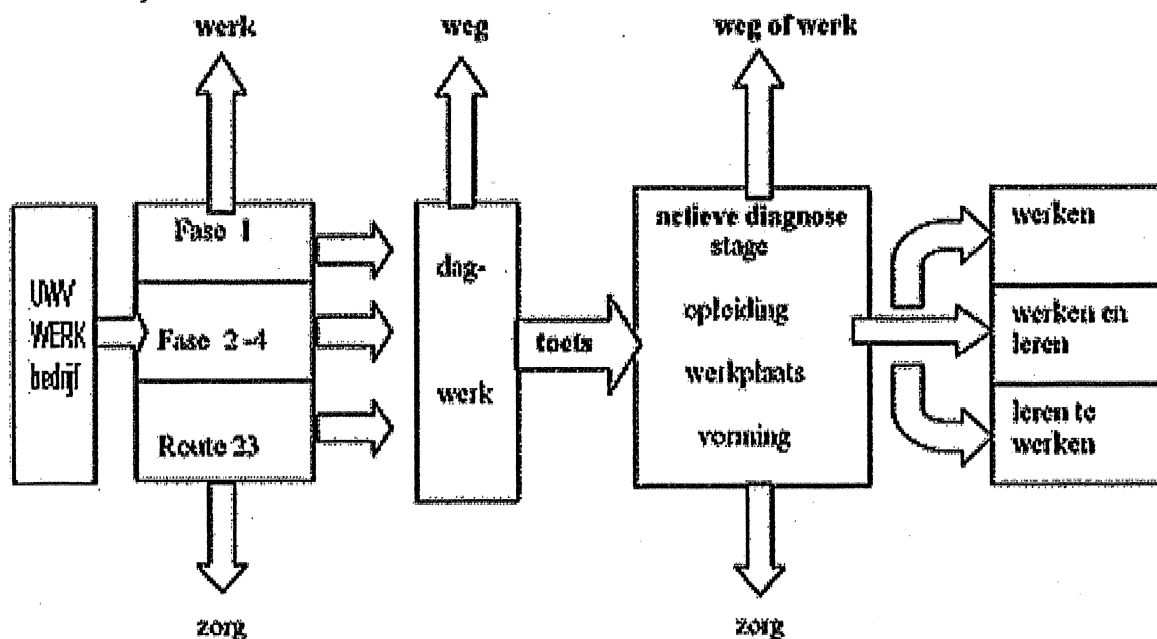 werk
weg
weg of werk
UWV
WERK
bedrijf
Fase 1
Fase 2-4
Route 23
dag-
werk
toets
actieve diagnose
stage
opleiding
werkplaats
vorming
werken
werken en
leren
leren te
werken
zorg
zorg